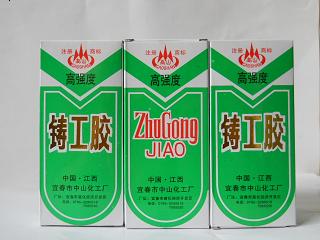 注册 商标
高强度
铸工胶
中国·江西
宜春市中山化工厂
注册 商标
高强度
ZhuGong
JIAO
中国·江西
宜春市中山化工厂
注册 商标
高强度
铸工胶
中国·江西
宜春市中山化工厂